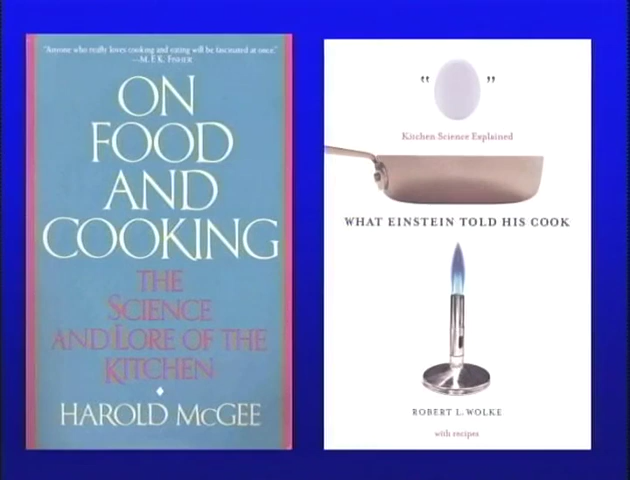 "Anyone who really loves cooking and eating will be fascinated at once."
—M. F. K. FISHER
ON
FOOD
AND
COOKING
THE
SCIENCE
AND LORE OF THE
KITCHEN
HAROLD McGEE
“ ”
Kitchen Science Explained
WHAT EINSTEIN TOLD HIS COOK
ROBERT L. WOLKE
with recipes